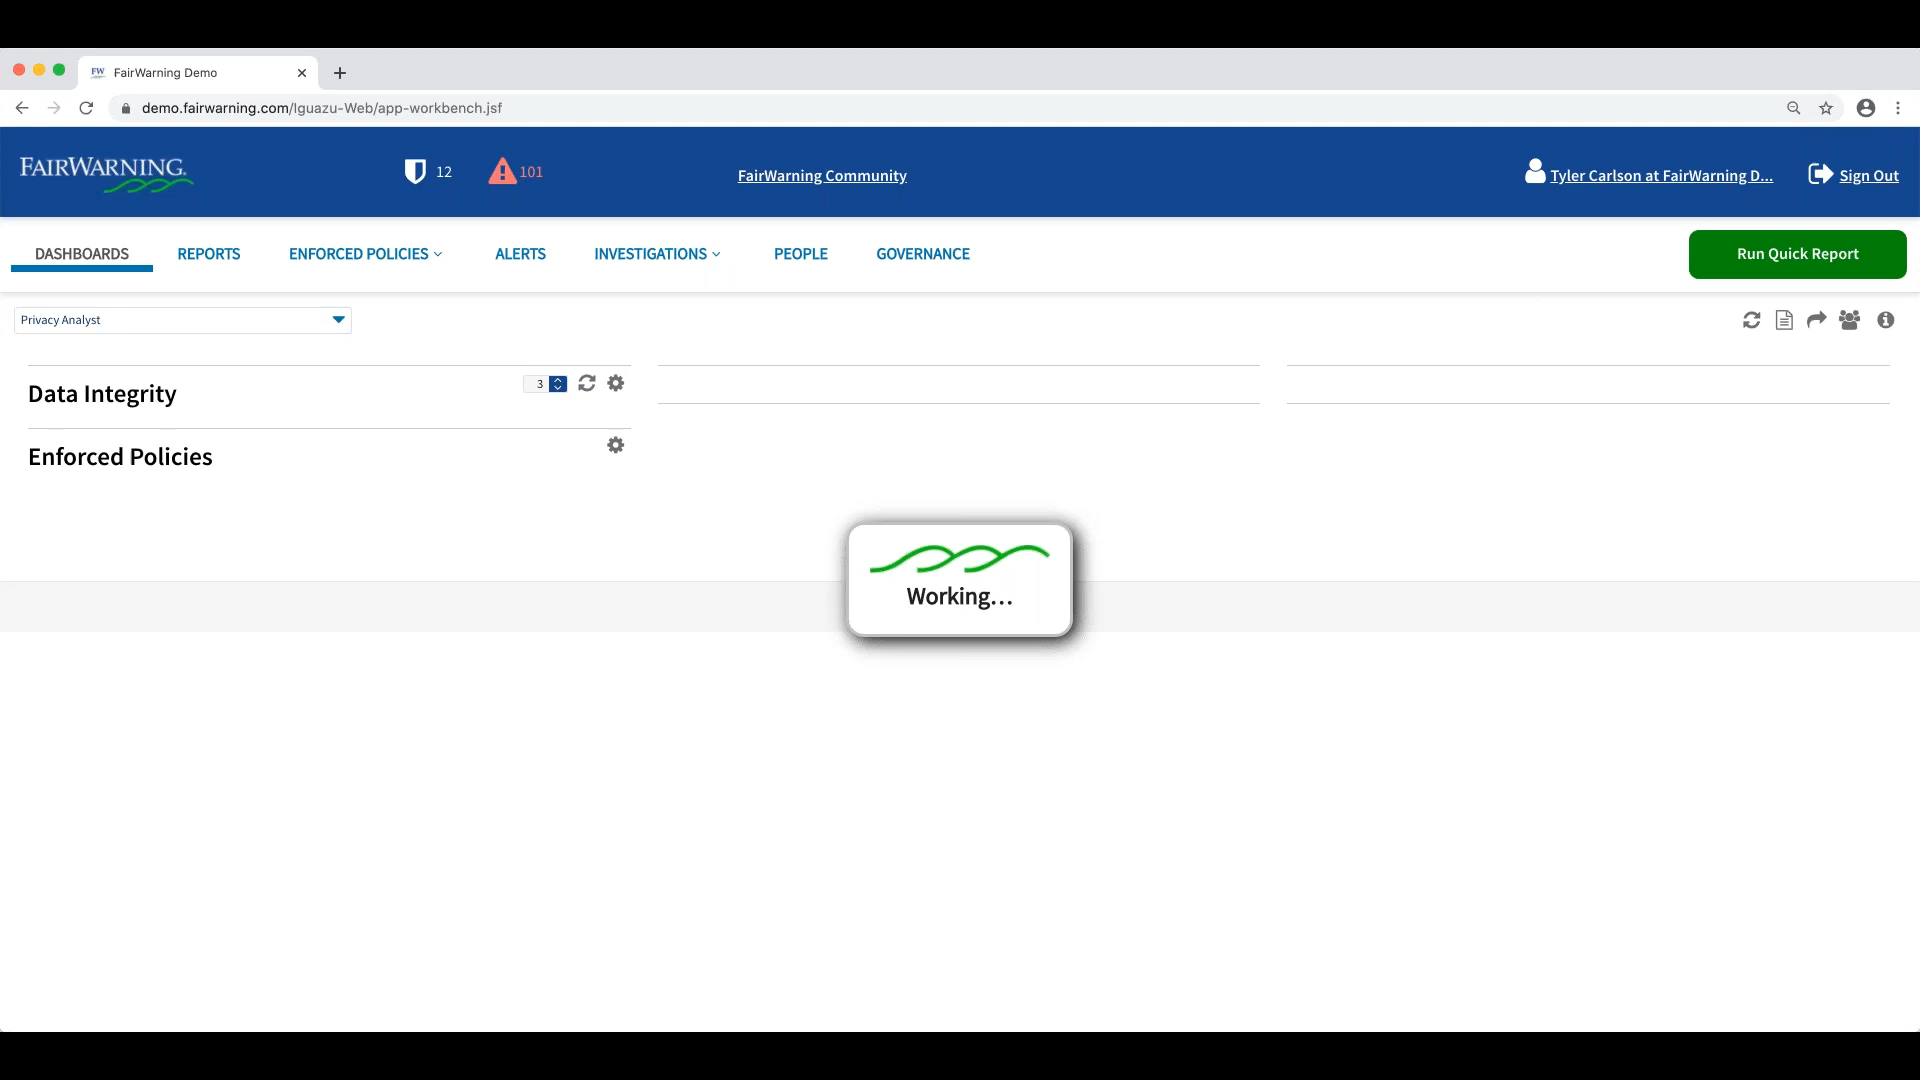 FW FairWarning Demo
demo.fairwarning.com/Iguazu-Web/app-workbench.jsf
FAIRWARNING. 12 101 FairWarning Community Tyler Carlson at FairWarning D... Sign Out
DASHBOARDS REPORTS ENFORCED POLICIES ALERTS INVESTIGATIONS PEOPLE GOVERNANCE Run Quick Report
Privacy Analyst
Data Integrity 3
Enforced Policies
Working...